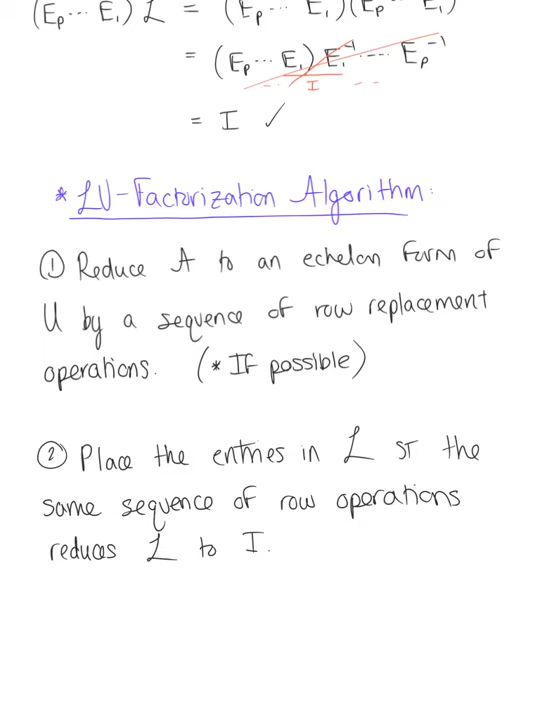 (Ep ... E1) L = (Ep ... E1)(Ep ... E1)
= (Ep ... E1) E1⁻¹ ... Ep⁻¹
I
= I ✓
* LU-Factorization Algorithm:
① Reduce A to an echelon form of
U by a sequence of row replacement
operations. (* If possible)
② Place the entries in L ST the
same sequence of row operations
reduces L to I.